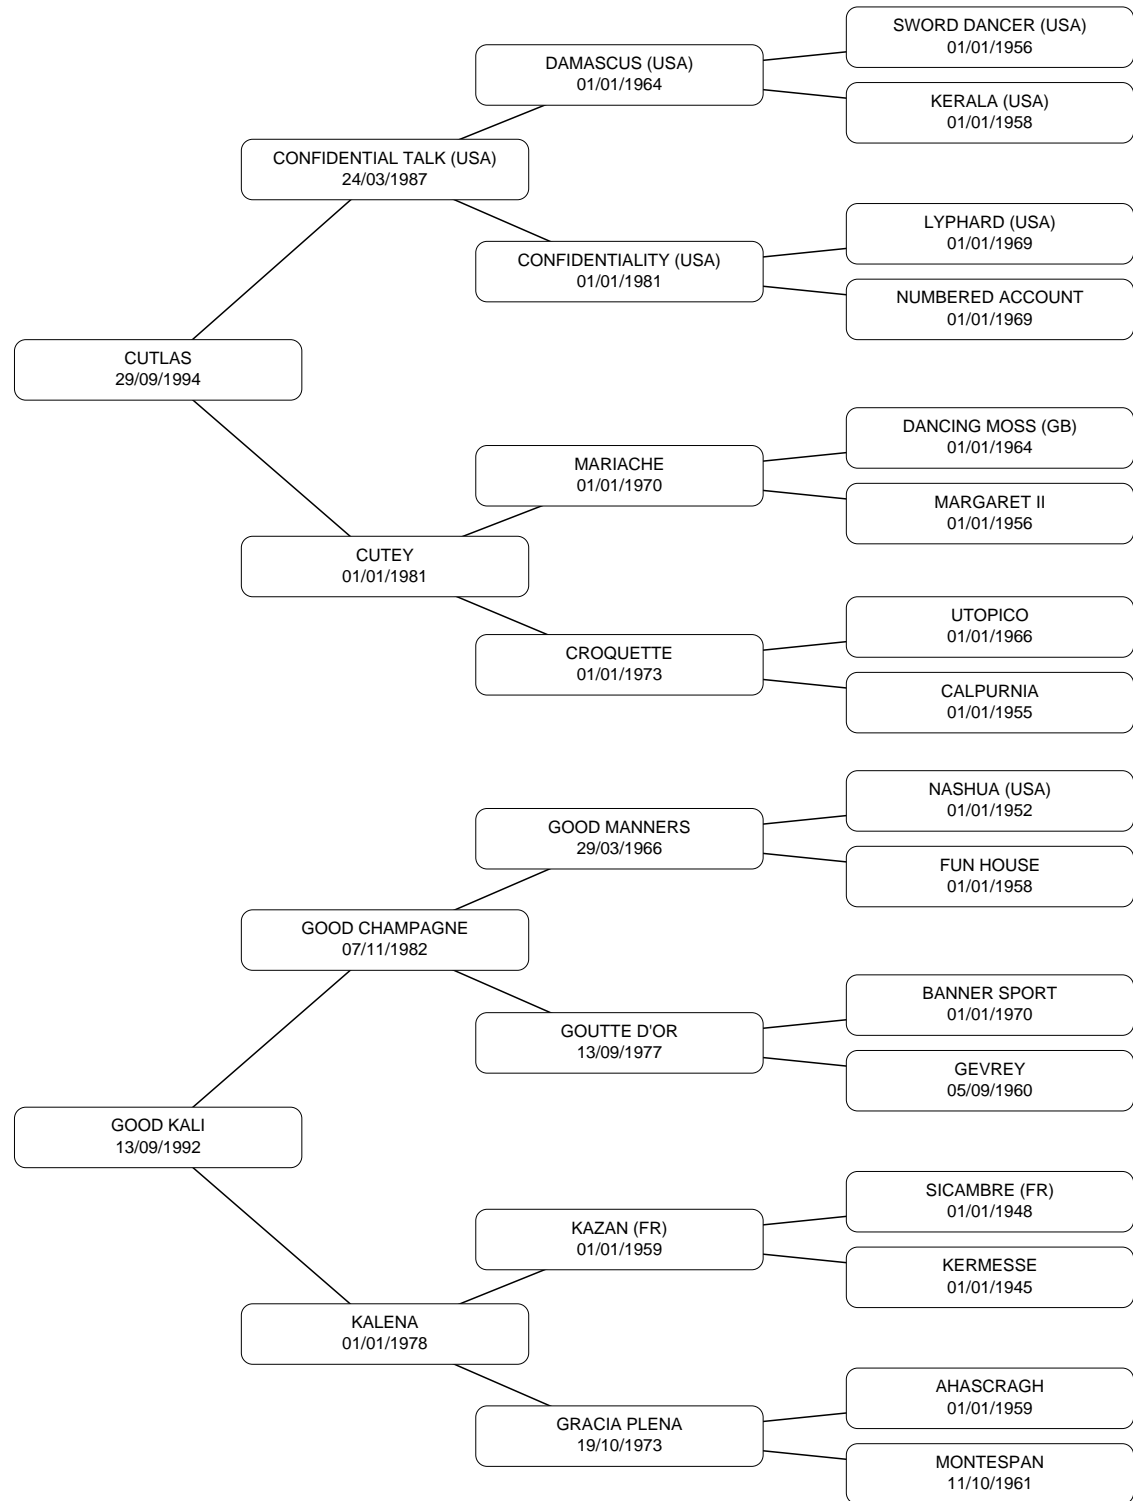 SWORD DANCER (USA)
01/01/1956
DAMASCUS (USA)
01/01/1964
KERALA (USA)
01/01/1958
CONFIDENTIAL TALK (USA)
24/03/1987
LYPHARD (USA)
01/01/1969
CONFIDENTIALITY (USA)
01/01/1981
NUMBERED ACCOUNT
01/01/1969
CUTLAS
29/09/1994
DANCING MOSS (GB)
01/01/1964
MARIACHE
01/01/1970
MARGARET II
01/01/1956
CUTEY
01/01/1981
UTOPICO
01/01/1966
CROQUETTE
01/01/1973
CALPURNIA
01/01/1955
NASHUA (USA)
01/01/1952
GOOD MANNERS
29/03/1966
FUN HOUSE
01/01/1958
GOOD CHAMPAGNE
07/11/1982
BANNER SPORT
01/01/1970
GOUTTE D'OR
13/09/1977
GEVREY
05/09/1960
GOOD KALI
13/09/1992
SICAMBRE (FR)
01/01/1948
KAZAN (FR)
01/01/1959
KERMESSE
01/01/1945
KALENA
01/01/1978
AHASCRAGH
01/01/1959
GRACIA PLENA
19/10/1973
MONTESPAN
11/10/1961